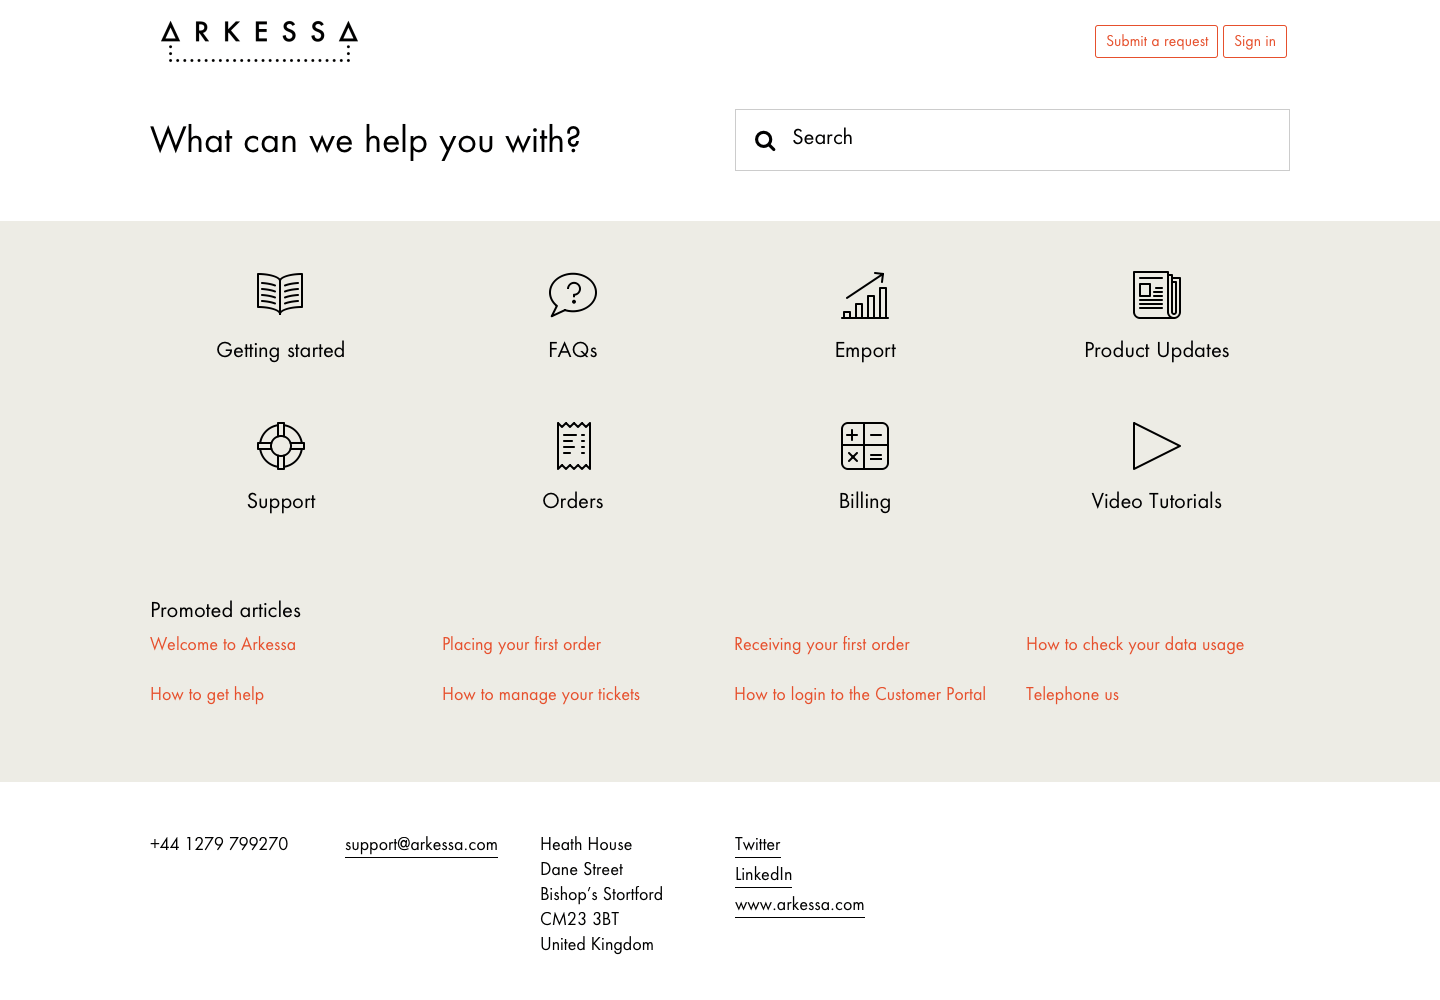 ARKESSA
Submit a request
Sign in
What can we help you with?
Search
Getting started
FAQs
Emport
Product Updates
Support
Orders
Billing
Video Tutorials
Promoted articles
Welcome to Arkessa
Placing your first order
Receiving your first order
How to check your data usage
How to get help
How to manage your tickets
How to login to the Customer Portal
Telephone us
+44 1279 799270
support@arkessa.com
Heath House
Dane Street
Bishop’s Stortford
CM23 3BT
United Kingdom
Twitter
LinkedIn
www.arkessa.com